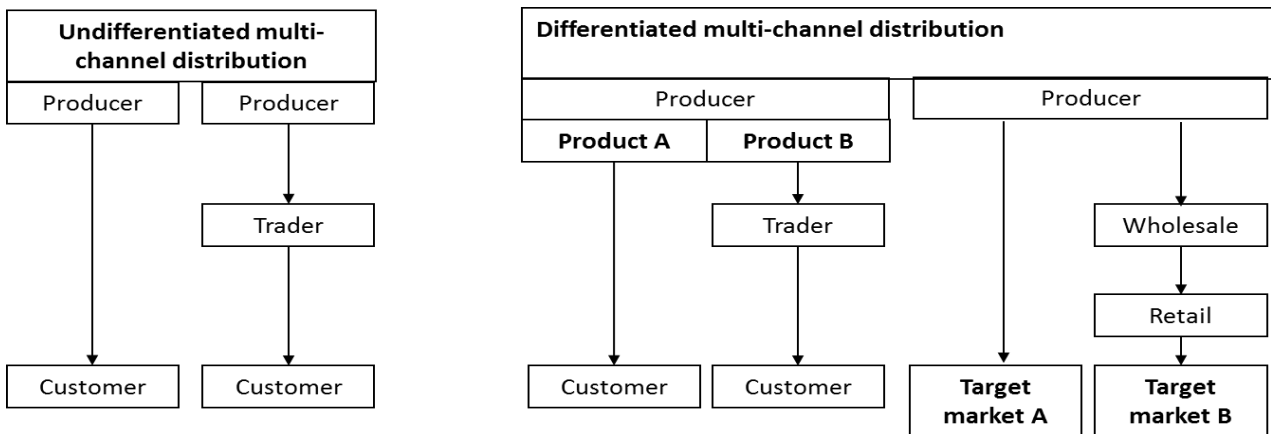 Undifferentiated multi-
channel distribution
Producer
Producer
Trader
Customer
Customer
Differentiated multi-channel distribution
Producer
Product A
Product B
Trader
Customer
Customer
Producer
Wholesale
Retail
Target
market A
Target
market B